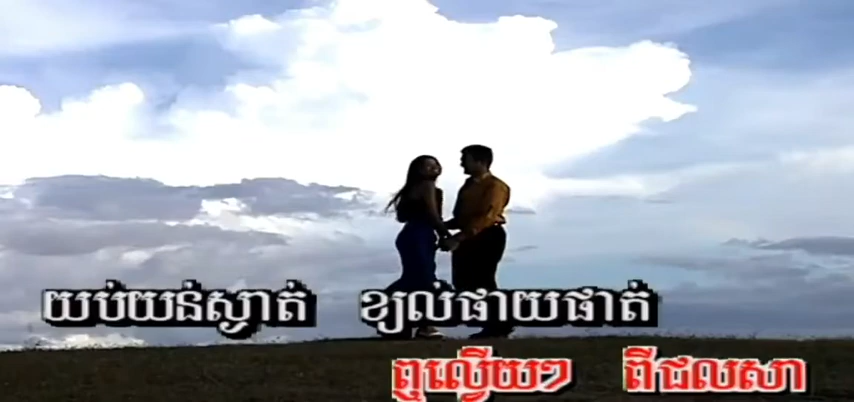 យប់យន់ស្ងាត់ ខ្យល់ផាយផាត់
ឮល្វើយៗ ពីជលសា